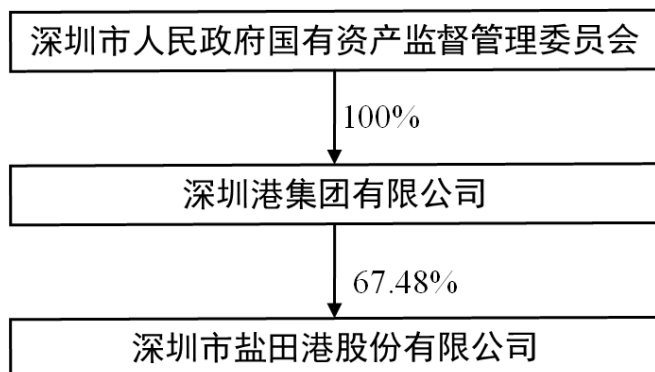 深圳市人民政府国有资产监督管理委员会
100%
深圳港集团有限公司
67.48%
深圳市盐田港股份有限公司